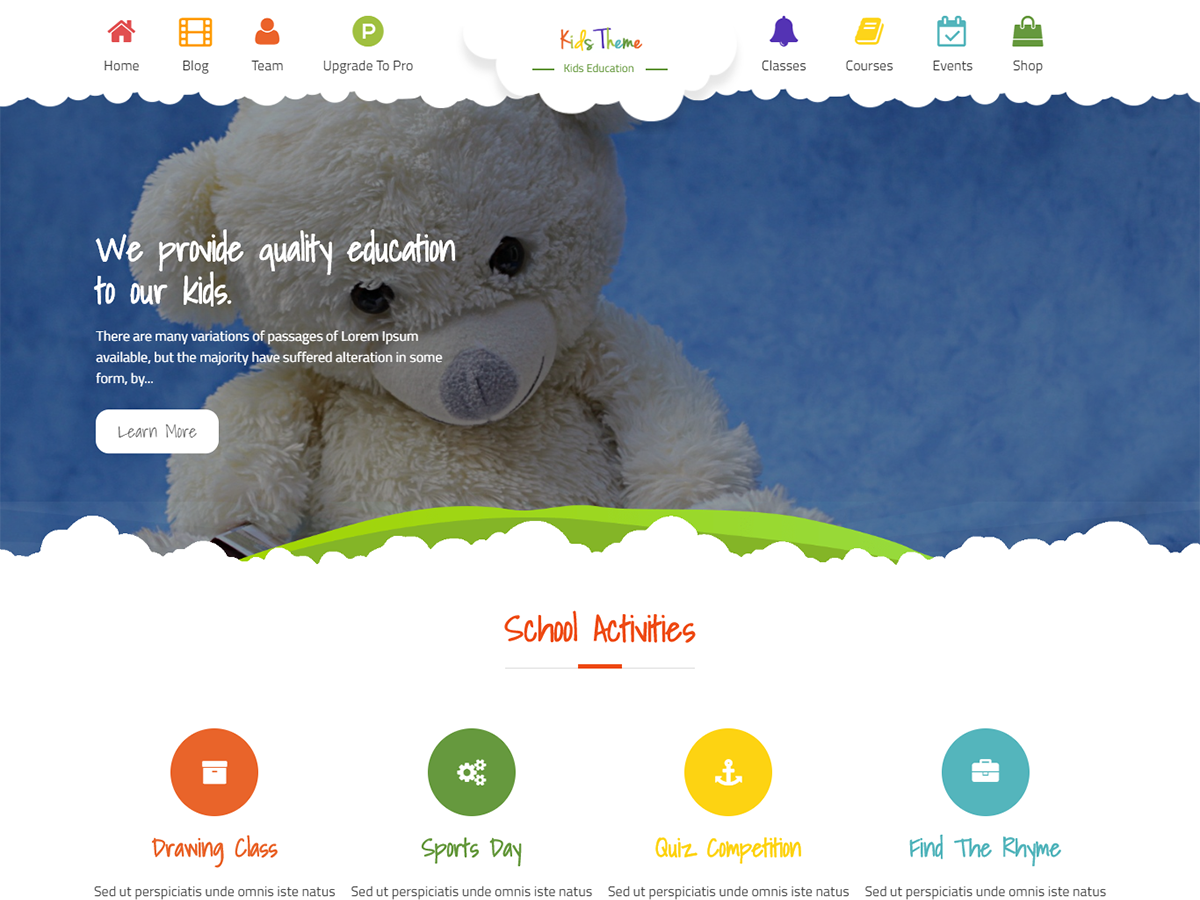 Home Blog Team Upgrade To Pro
P
Kids Theme
Kids Education
Classes Courses Events Shop
We provide quality education
to our kids.
There are many variations of passages of Lorem Ipsum
available, but the majority have suffered alteration in some
form, by...
Learn More
School Activities
Drawing Class
Sports Day
Quiz Competition
Find The Rhyme
Sed ut perspiciatis unde omnis iste natus
Sed ut perspiciatis unde omnis iste natus
Sed ut perspiciatis unde omnis iste natus
Sed ut perspiciatis unde omnis iste natus